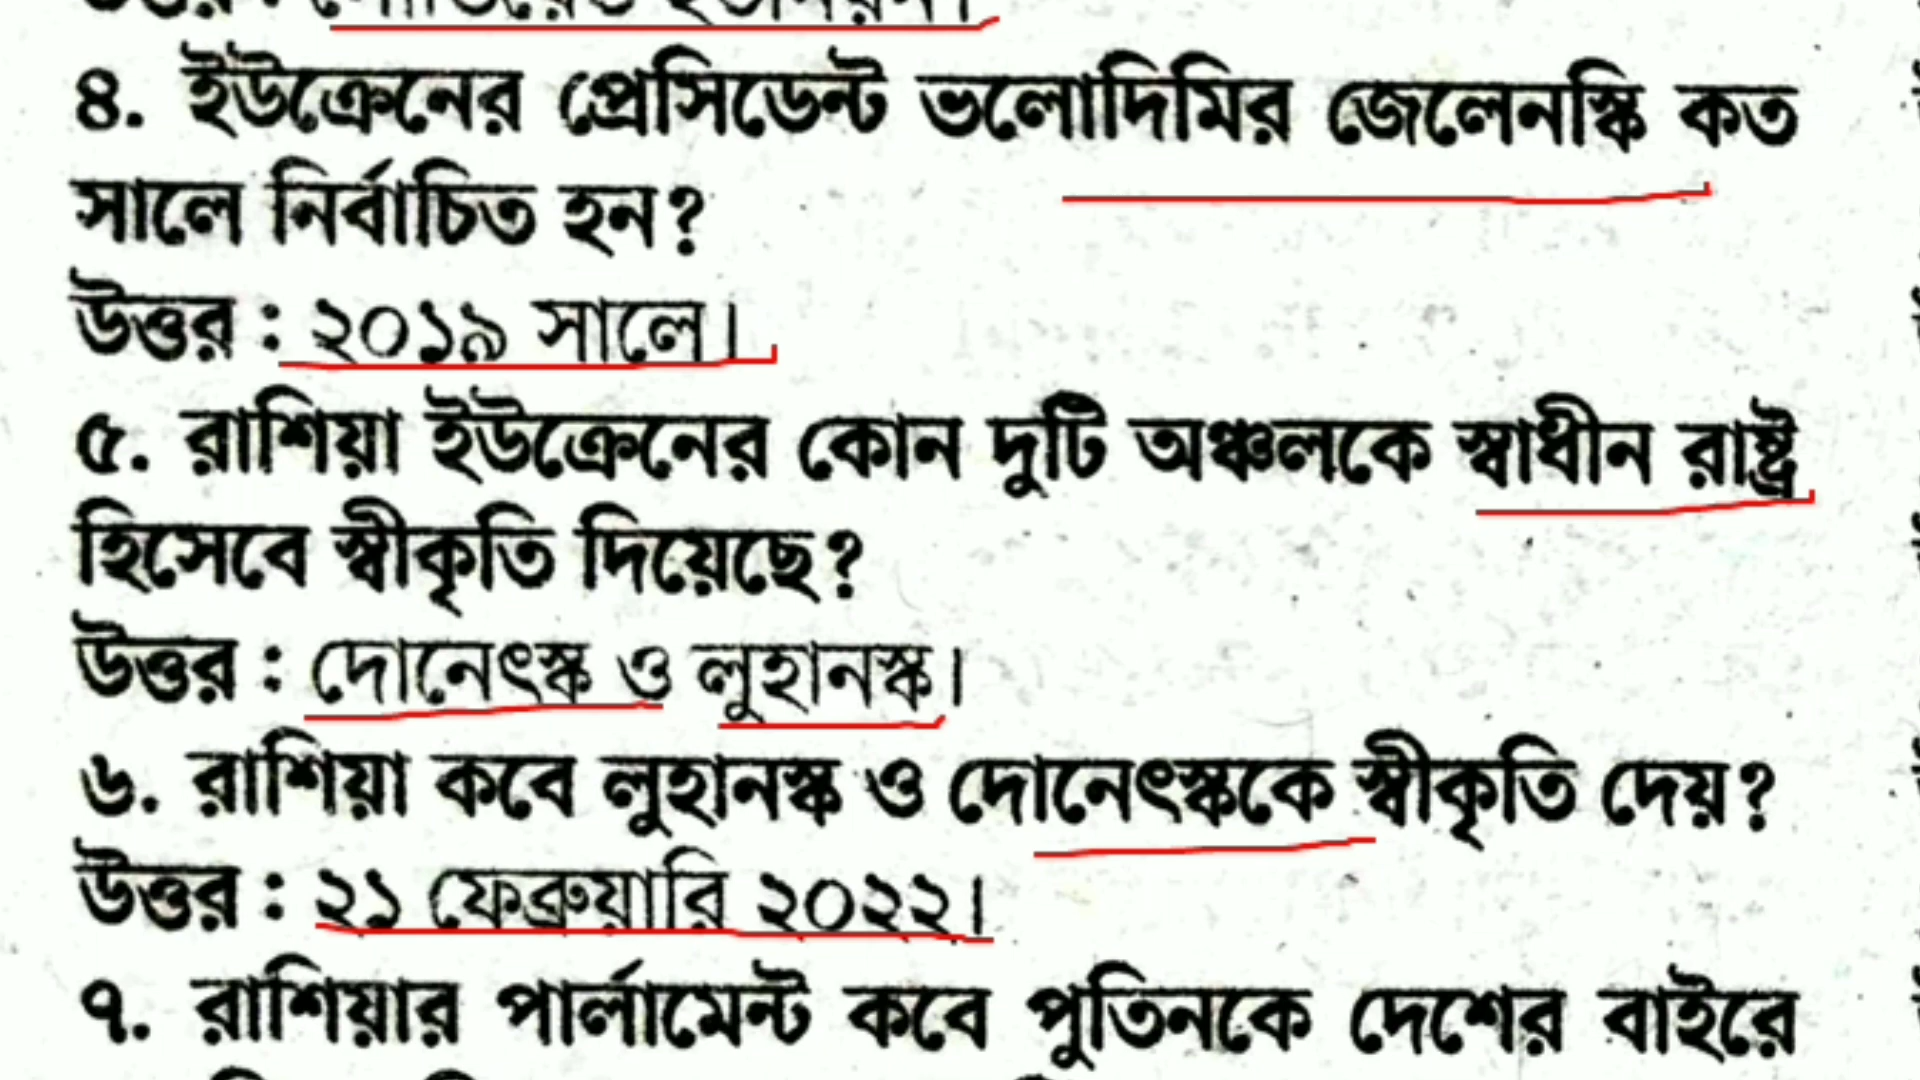 ৪. ইউক্রেনের প্রেসিডেন্ট ভলোদিমির জেলেনস্কি কত
সালে নির্বাচিত হন?
উত্তর : ২০১৯ সালে।
৫. রাশিয়া ইউক্রেনের কোন দুটি অঞ্চলকে স্বাধীন রাষ্ট্র
হিসেবে স্বীকৃতি দিয়েছে?
উত্তর : দোনেৎস্ক ও লুহানস্ক।
৬. রাশিয়া কবে লুহানস্ক ও দোনেৎস্ককে স্বীকৃতি দেয়?
উত্তর : ২১ ফেব্রুয়ারি ২০২২।
৭. রাশিয়ার পার্লামেন্ট কবে পুতিনকে দেশের বাইরে